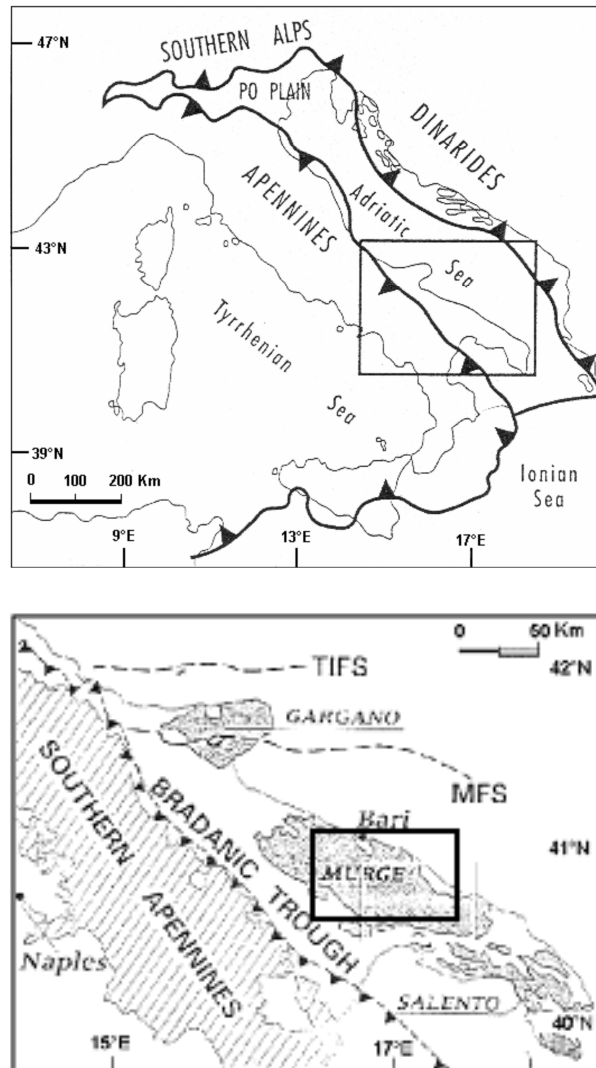 47°N
SOUTHERN ALPS
PO PLAIN
DINARIDES
APENNINES
Adriatic
Sea
43°N
Tyrrhenian
Sea
39°N
0 100 200 Km
Ionian
Sea
9°E 13°E 17°E
0 50 Km
TIFS
42°N
GARGANO
SOUTHERN APENNINES
BRADANIC TROUGH
MFS
Bari
41°N
MURGE
Naples
SALENTO
40°N
15°E 17°E